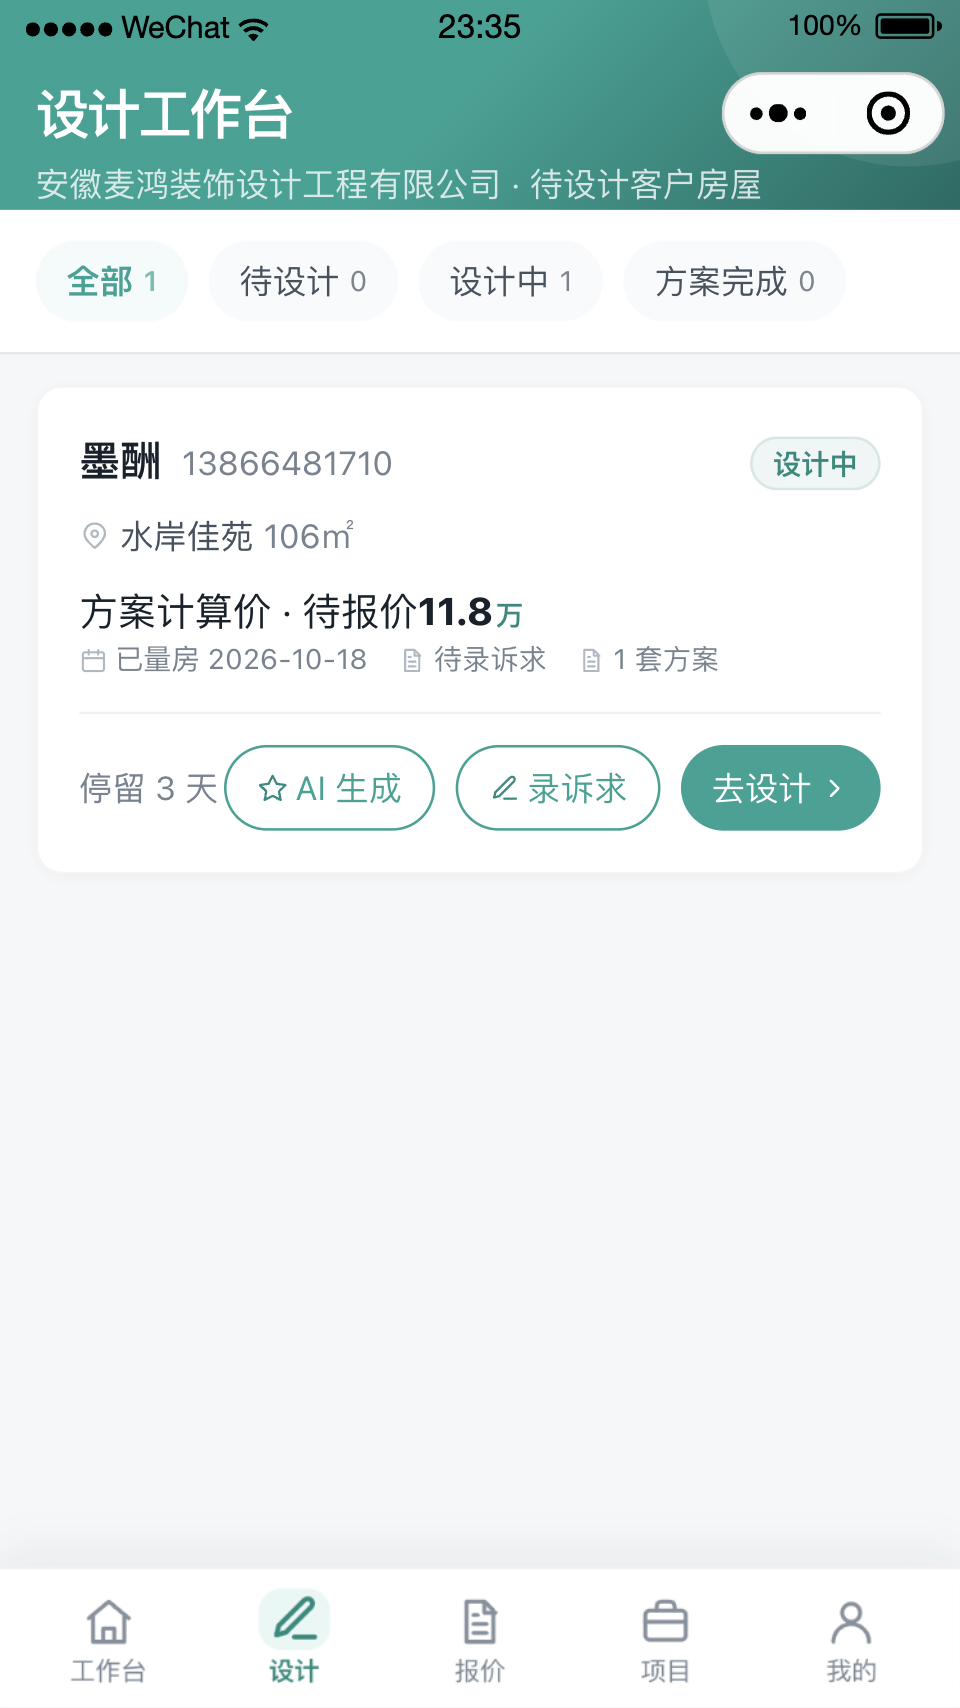 ●●●●● WeChat 23:35 100%
设计工作台
安徽麦鸿装饰设计工程有限公司 · 待设计客户房屋
全部 1 待设计 0 设计中 1 方案完成 0
墨酬 13866481710 设计中
水岸佳苑 106㎡
方案计算价 · 待报价11.8万
已量房 2026-10-18 待录诉求 1 套方案
停留 3 天 AI 生成 录诉求 去设计 ›
工作台 设计 报价 项目 我的